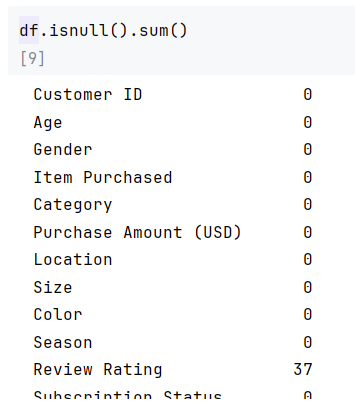 df.isnull().sum()
[9]
Customer ID 0
Age 0
Gender 0
Item Purchased 0
Category 0
Purchase Amount (USD) 0
Location 0
Size 0
Color 0
Season 0
Review Rating 37
Subscription Status 0